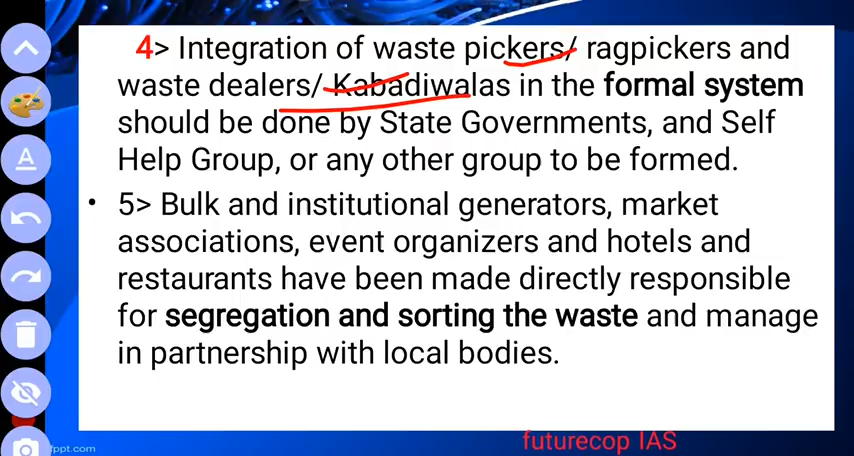 4> Integration of waste pickers/ ragpickers and
waste dealers/ Kabadiwalas in the formal system
should be done by State Governments, and Self
Help Group, or any other group to be formed.
• 5> Bulk and institutional generators, market
associations, event organizers and hotels and
restaurants have been made directly responsible
for segregation and sorting the waste and manage
in partnership with local bodies.
fppt.com
futurecop IAS